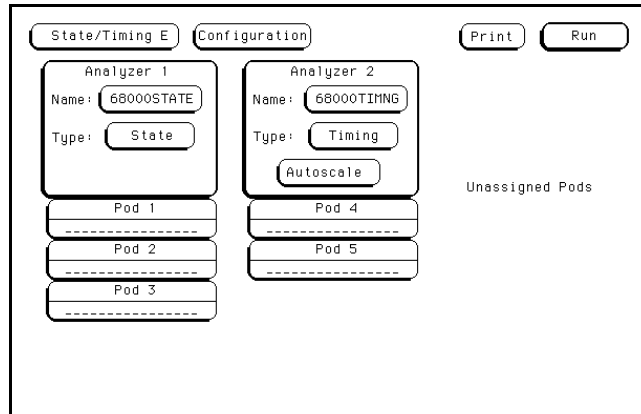 State/Timing E Configuration Print Run
Analyzer 1
Name: 68000STATE
Type: State
Analyzer 2
Name: 68000TIMNG
Type: Timing
Autoscale
Unassigned Pods
Pod 1
----------------
Pod 2
----------------
Pod 3
----------------
Pod 4
----------------
Pod 5
----------------